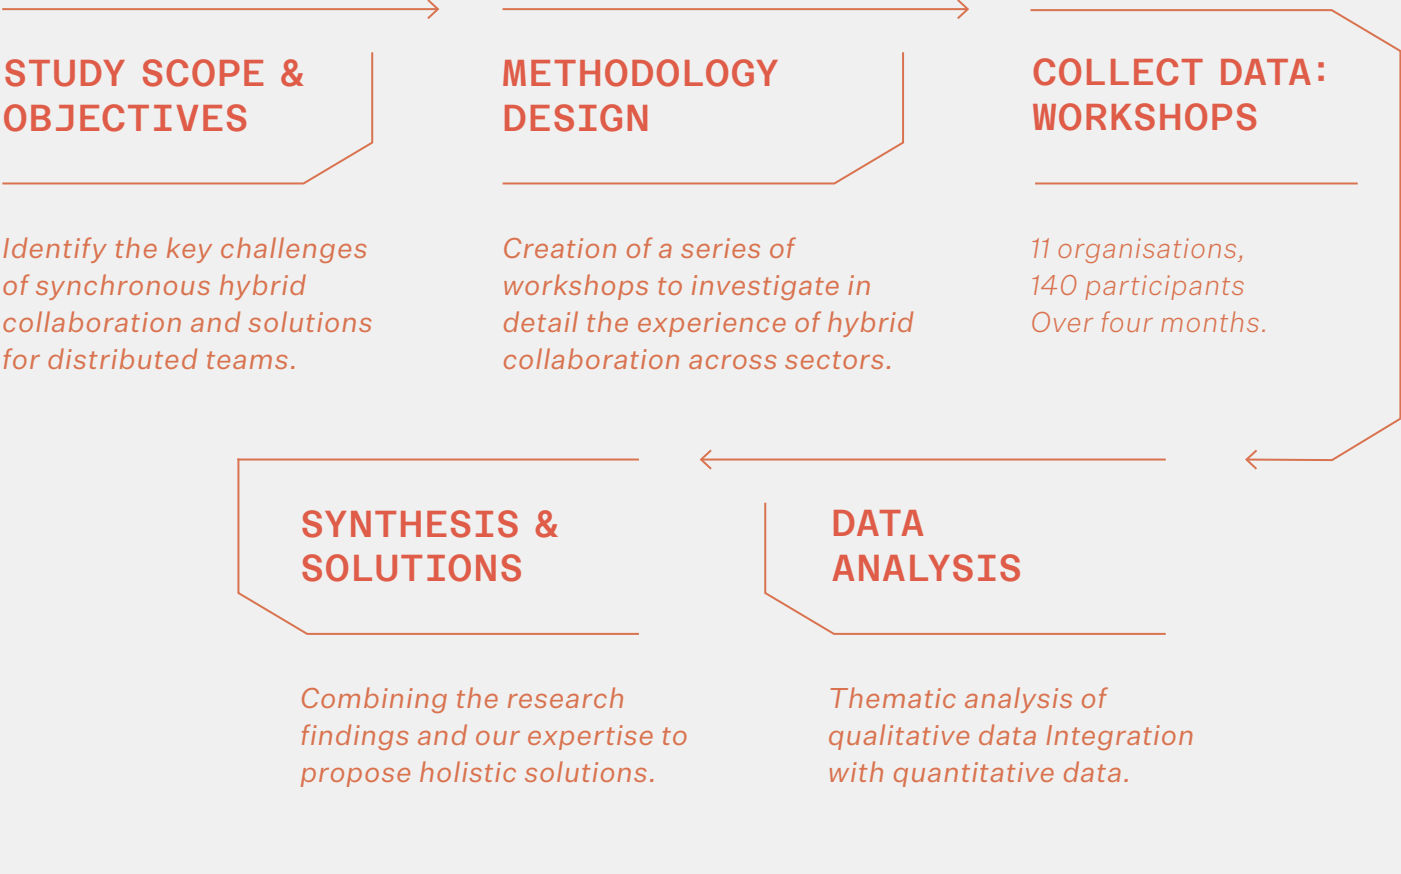 STUDY SCOPE &
OBJECTIVES
Identify the key challenges
of synchronous hybrid
collaboration and solutions
for distributed teams.
METHODOLOGY
DESIGN
Creation of a series of
workshops to investigate in
detail the experience of hybrid
collaboration across sectors.
COLLECT DATA:
WORKSHOPS
11 organisations,
140 participants
Over four months.
DATA
ANALYSIS
Thematic analysis of
qualitative data Integration
with quantitative data.
SYNTHESIS &
SOLUTIONS
Combining the research
findings and our expertise to
propose holistic solutions.